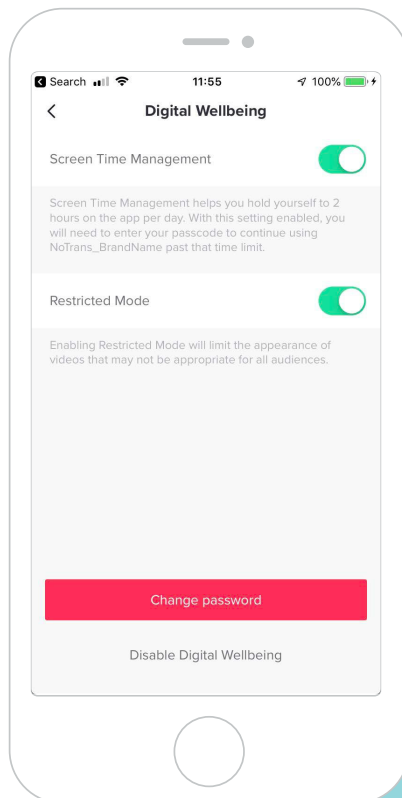 Search 11:55 100%
Digital Wellbeing
Screen Time Management
Screen Time Management helps you hold yourself to 2
hours on the app per day. With this setting enabled, you
will need to enter your passcode to continue using
NoTrans_BrandName past that time limit.
Restricted Mode
Enabling Restricted Mode will limit the appearance of
videos that may not be appropriate for all audiences.
Change password
Disable Digital Wellbeing